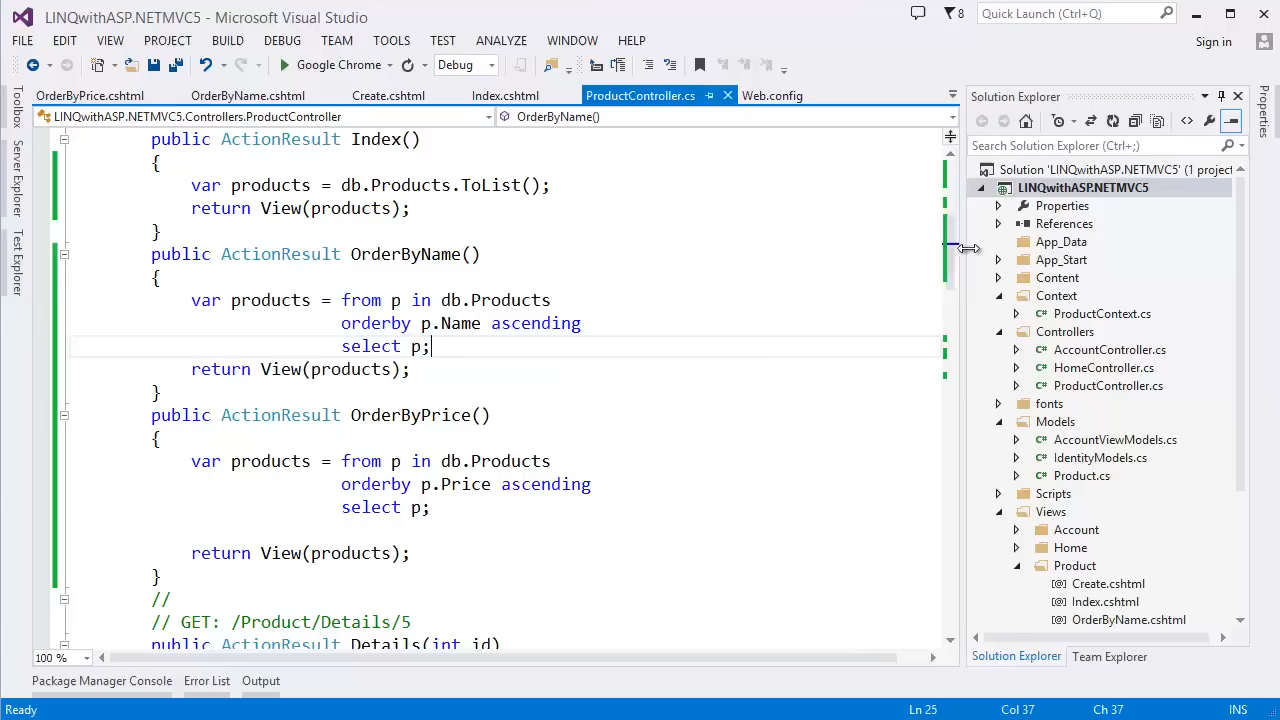 LINQwithASP.NETMVC5 - Microsoft Visual Studio
8
Quick Launch (Ctrl+Q)
FILE EDIT VIEW PROJECT BUILD DEBUG TEAM TOOLS TEST ANALYZE WINDOW HELP
Sign in
Google Chrome
Debug
Toolbox
Server Explorer
Test Explorer
OrderByPrice.cshtml OrderByName.cshtml Create.cshtml Index.cshtml ProductController.cs Web.config
LINQwithASP.NETMVC5.Controllers.ProductController
OrderByName()
public ActionResult Index()
{
var products = db.Products.ToList();
return View(products);
}
public ActionResult OrderByName()
{
var products = from p in db.Products
orderby p.Name ascending
select p;
return View(products);
}
public ActionResult OrderByPrice()
{
var products = from p in db.Products
orderby p.Price ascending
select p;
return View(products);
}
//
// GET: /Product/Details/5
public ActionResult Details(int id)
100 %
Solution Explorer
Search Solution Explorer (Ctrl+;)
Solution 'LINQwithASP.NETMVC5' (1 project
LINQwithASP.NETMVC5
Properties
References
App_Data
App_Start
Content
Context
ProductContext.cs
Controllers
AccountController.cs
HomeController.cs
ProductController.cs
fonts
Models
AccountViewModels.cs
IdentityModels.cs
Product.cs
Scripts
Views
Account
Home
Product
Create.cshtml
Index.cshtml
OrderByName.cshtml
Solution Explorer Team Explorer
Properties
Package Manager Console Error List Output
Ready
Ln 25 Col 37 Ch 37 INS